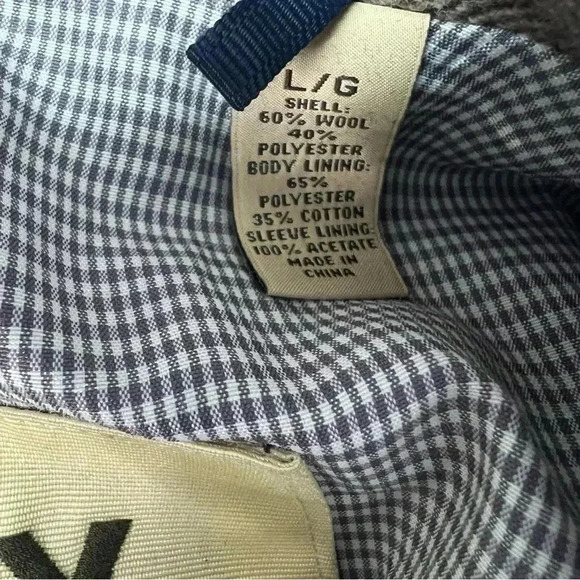 L/G
SHELL:
60% WOOL
40%
POLYESTER
BODY LINING:
65%
POLYESTER
35% COTTON
SLEEVE LINING:
100% ACETATE
MADE IN
CHINA
Y